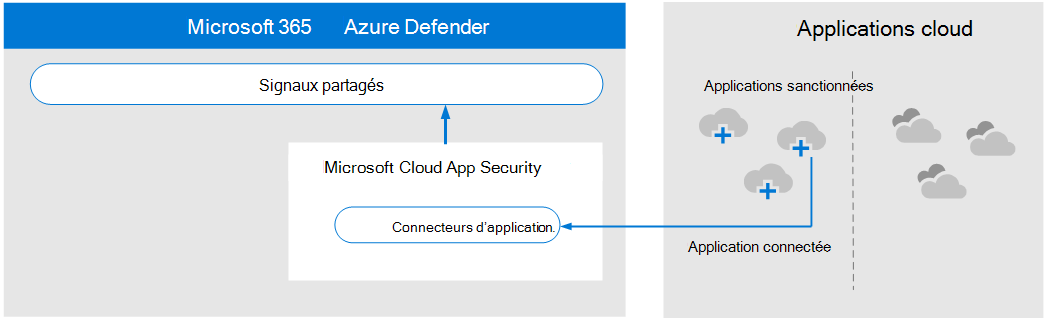 Microsoft 365 Azure Defender
Signaux partagés
Microsoft Cloud App Security
Connecteurs d'application.
Applications cloud
Applications sanctionnées
Application connectée